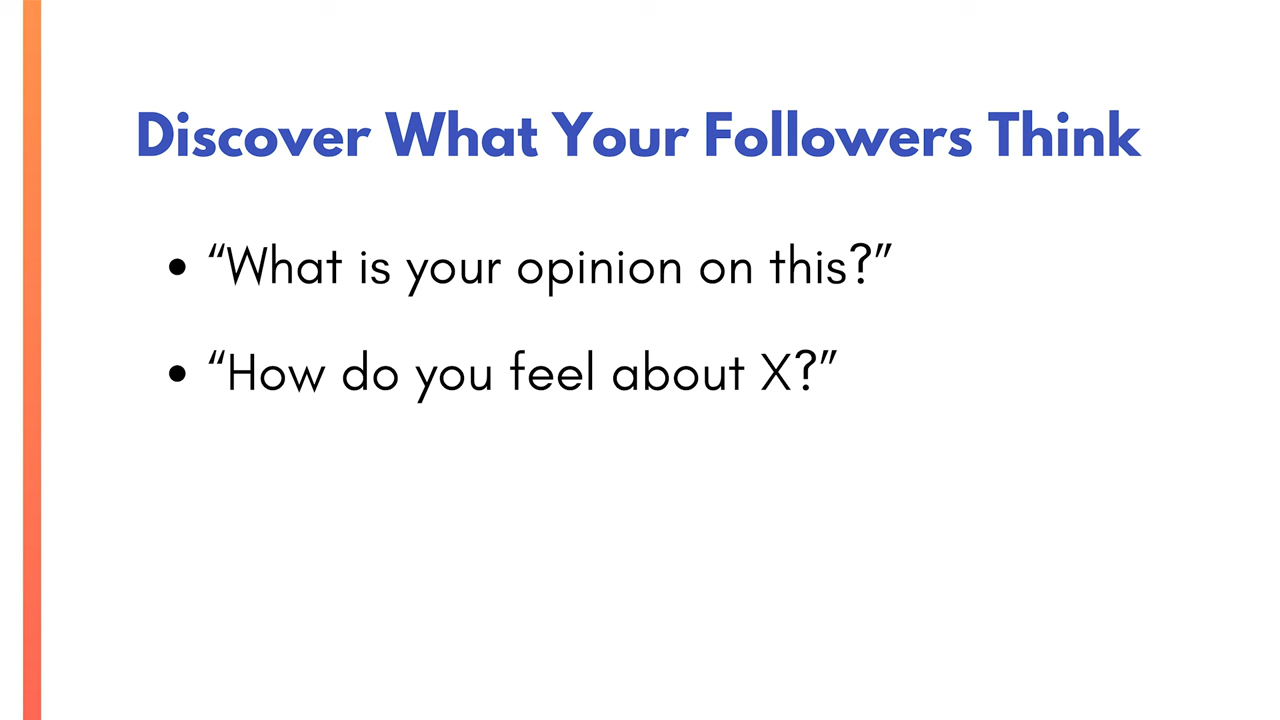 Discover What Your Followers Think
• “What is your opinion on this?”
• “How do you feel about X?”